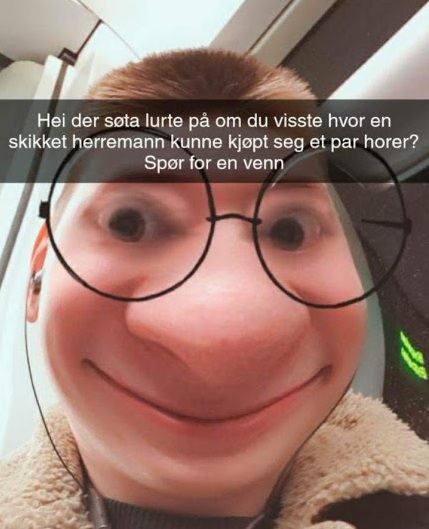 Hei der søta lurte på om du visste hvor en
skikket herremann kunne kjøpt seg et par horer?
Spør for en venn